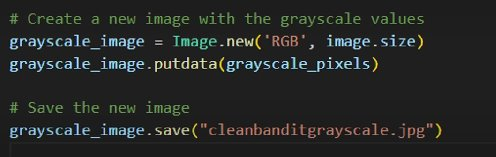 # Create a new image with the grayscale values
grayscale_image = Image.new('RGB', image.size)
grayscale_image.putdata(grayscale_pixels)

# Save the new image
grayscale_image.save("cleanbanditgrayscale.jpg")